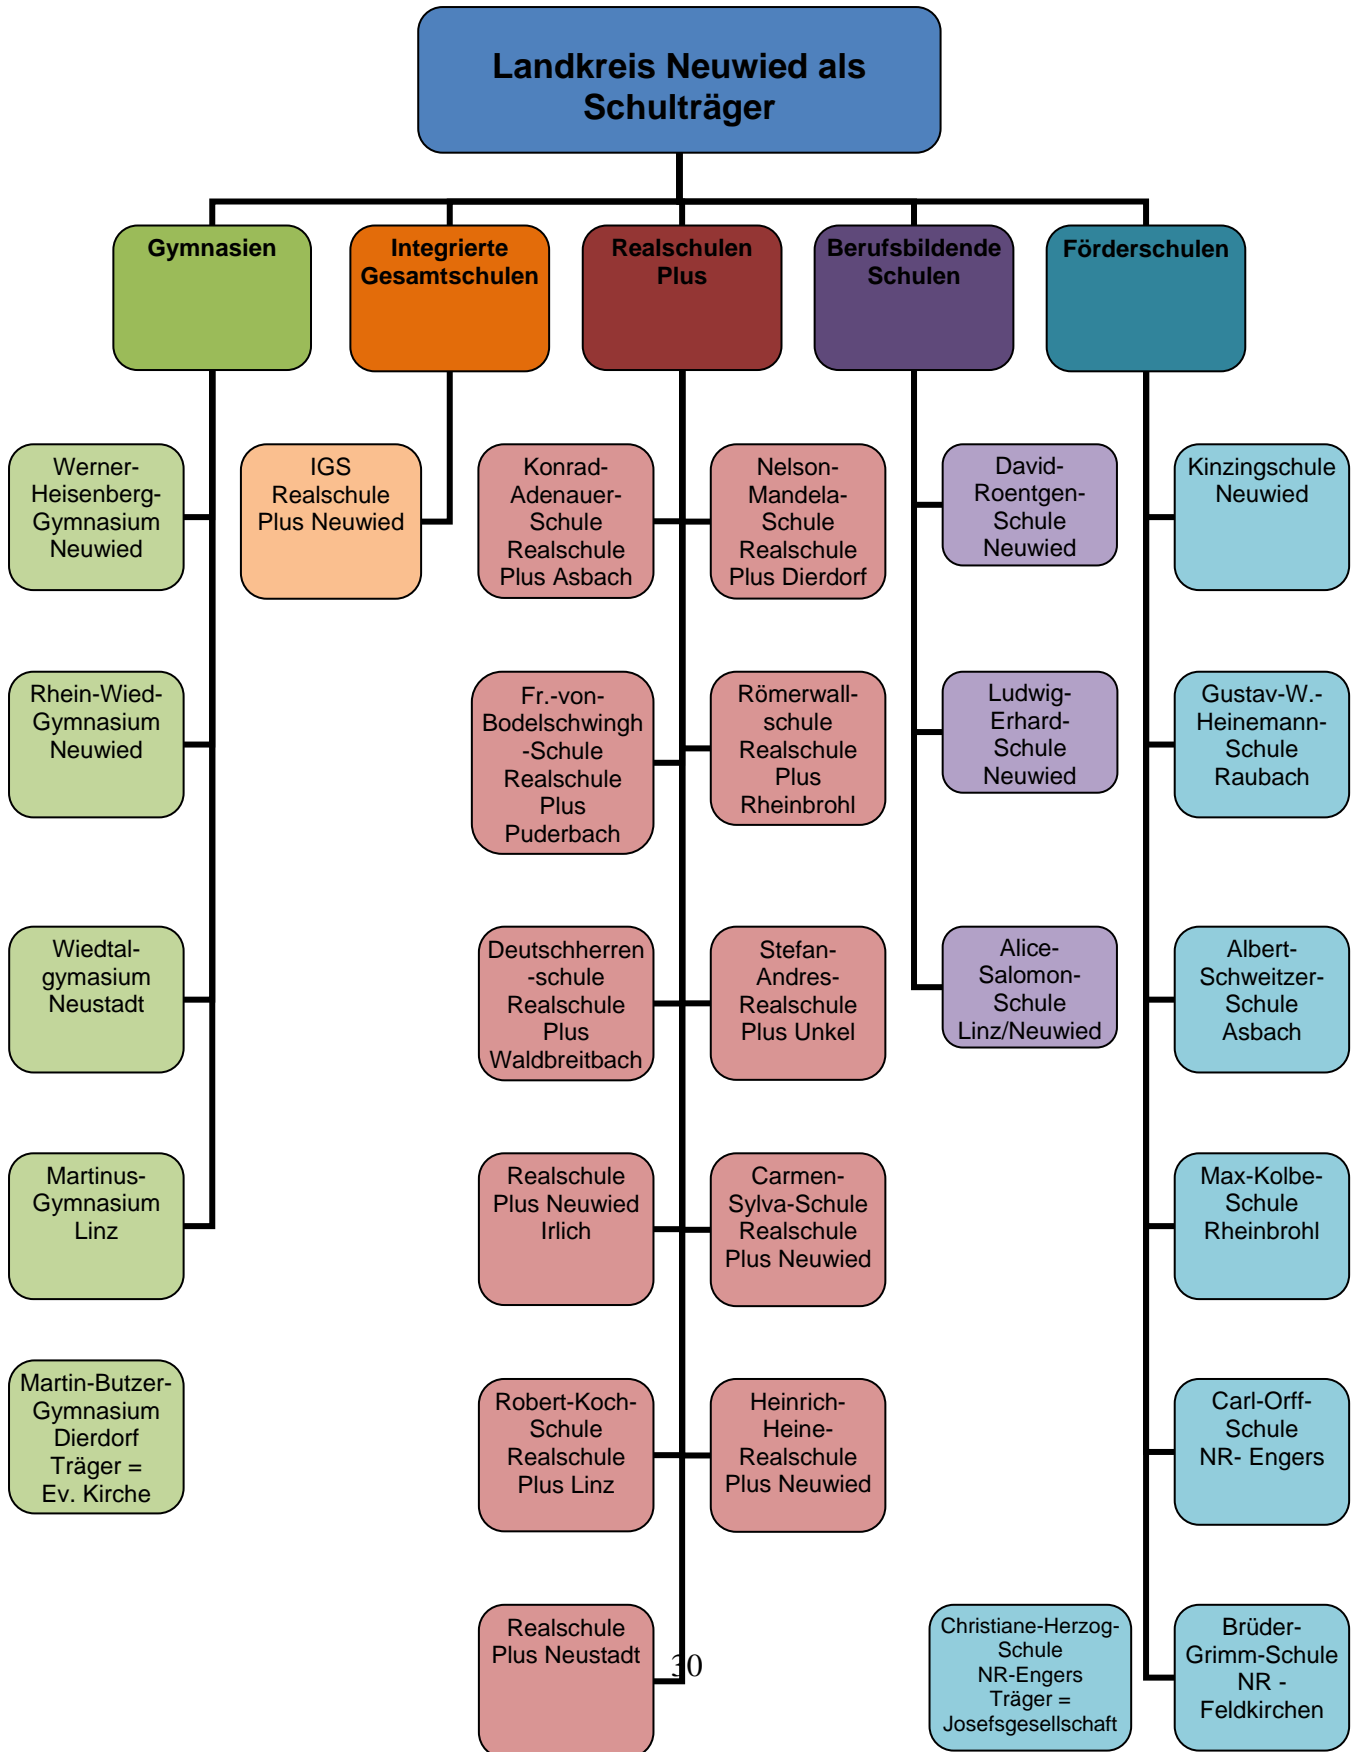 Landkreis Neuwied als
Schulträger
Gymnasien
Integrierte
Gesamtschulen
Realschulen
Plus
Berufsbildende
Schulen
Förderschulen
Werner-
Heisenberg-
Gymnasium
Neuwied
IGS
Realschule
Plus Neuwied
Konrad-
Adenauer-
Schule
Realschule
Plus Asbach
Nelson-
Mandela-
Schule
Realschule
Plus Dierdorf
David-
Roentgen-
Schule
Neuwied
Kinzingschule
Neuwied
Rhein-Wied-
Gymnasium
Neuwied
Fr.-von-
Bodelschwingh
-Schule
Realschule
Plus
Puderbach
Römerwall-
schule
Realschule
Plus
Rheinbrohl
Ludwig-
Erhard-
Schule
Neuwied
Gustav-W.-
Heinemann-
Schule
Raubach
Wiedtal-
gymasium
Neustadt
Deutschherren
-schule
Realschule
Plus
Waldbreitbach
Stefan-
Andres-
Realschule
Plus Unkel
Alice-
Salomon-
Schule
Linz/Neuwied
Albert-
Schweitzer-
Schule
Asbach
Martinus-
Gymnasium
Linz
Realschule
Plus Neuwied
Irlich
Carmen-
Sylva-Schule
Realschule
Plus Neuwied
Max-Kolbe-
Schule
Rheinbrohl
Martin-Butzer-
Gymnasium
Dierdorf
Träger =
Ev. Kirche
Robert-Koch-
Schule
Realschule
Plus Linz
Heinrich-
Heine-
Realschule
Plus Neuwied
Carl-Orff-
Schule
NR- Engers
Realschule
Plus Neustadt
Christiane-Herzog-
Schule
NR-Engers
Träger =
Josefsgesellschaft
Brüder-
Grimm-Schule
NR -
Feldkirchen
30